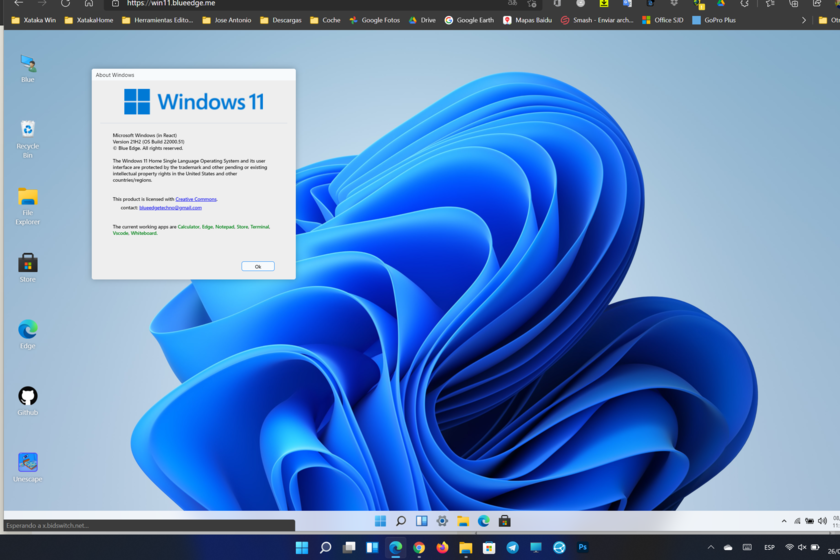 https://win11.blueedge.me
Xataka Win
XatakaHome
Herramientas Edito...
Jose Antonio
Descargas
Coche
Google Fotos
Drive
Google Earth
Mapas Baidu
Smash - Enviar arch...
Office SJD
GoPro Plus
Blue
Recycle
Bin
File
Explorer
Store
Edge
Github
Unescape
About Windows
Windows 11
Microsoft Windows (in React)
Version 21H2 (OS Build 22000.51)
© Blue Edge. All rights reserved.
The Windows 11 Home Single Language Operating System and its user
interface are protected by the trademark and other pending or existing
intellectual property rights in the United States and other
countries/regions.
This product is licensed with Creative Commons.
contact: blueedgetechno@gmail.com
The current working apps are Calculator, Edge, Notepad, Store, Terminal,
Vscode, Whiteboard.
Ok
Esperando a x.bidswitch.net...
ESP
Ps